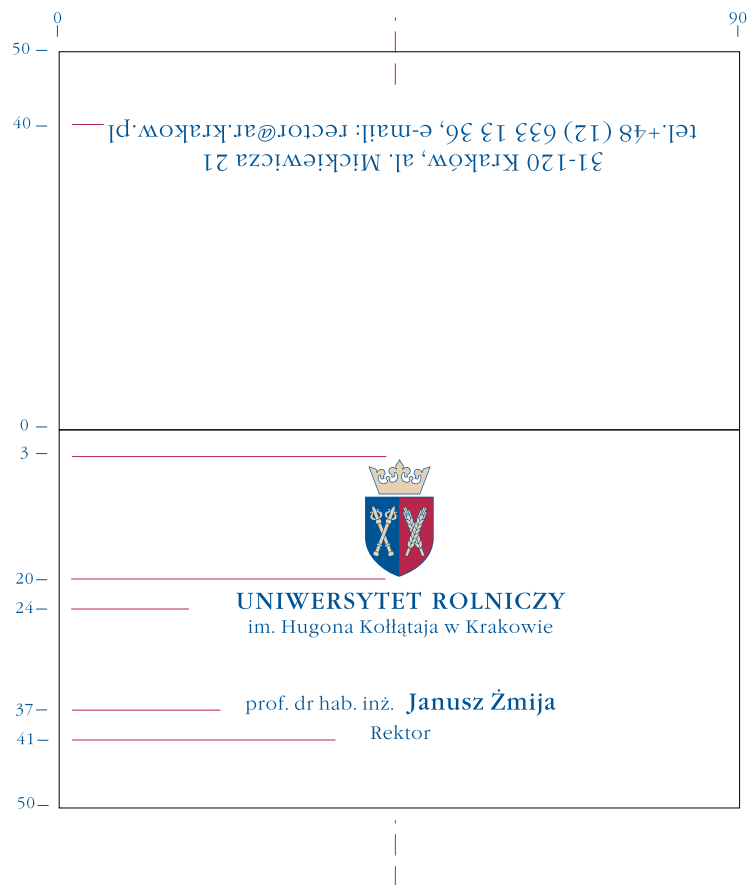 0
90
50
40
tel.+48 (12) 633 13 36, e-mail: rector@ar.krakow.pl
31-120 Kraków, al. Mickiewicza 21
0
3
20
UNIWERSYTET ROLNICZY
24
im. Hugona Kołłątaja w Krakowie
prof. dr hab. inż. Janusz Żmija
37
Rektor
41
50